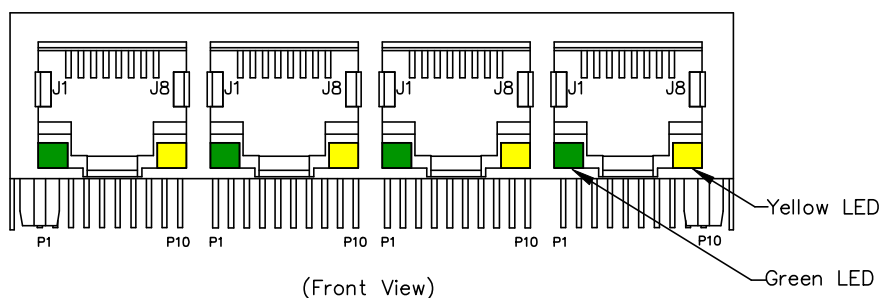 J1 J8 J1 J8 J1 J8 J1 J8
Yellow LED
P1 P10 P1 P10 P1 P10 P1 P10
Green LED
(Front View)